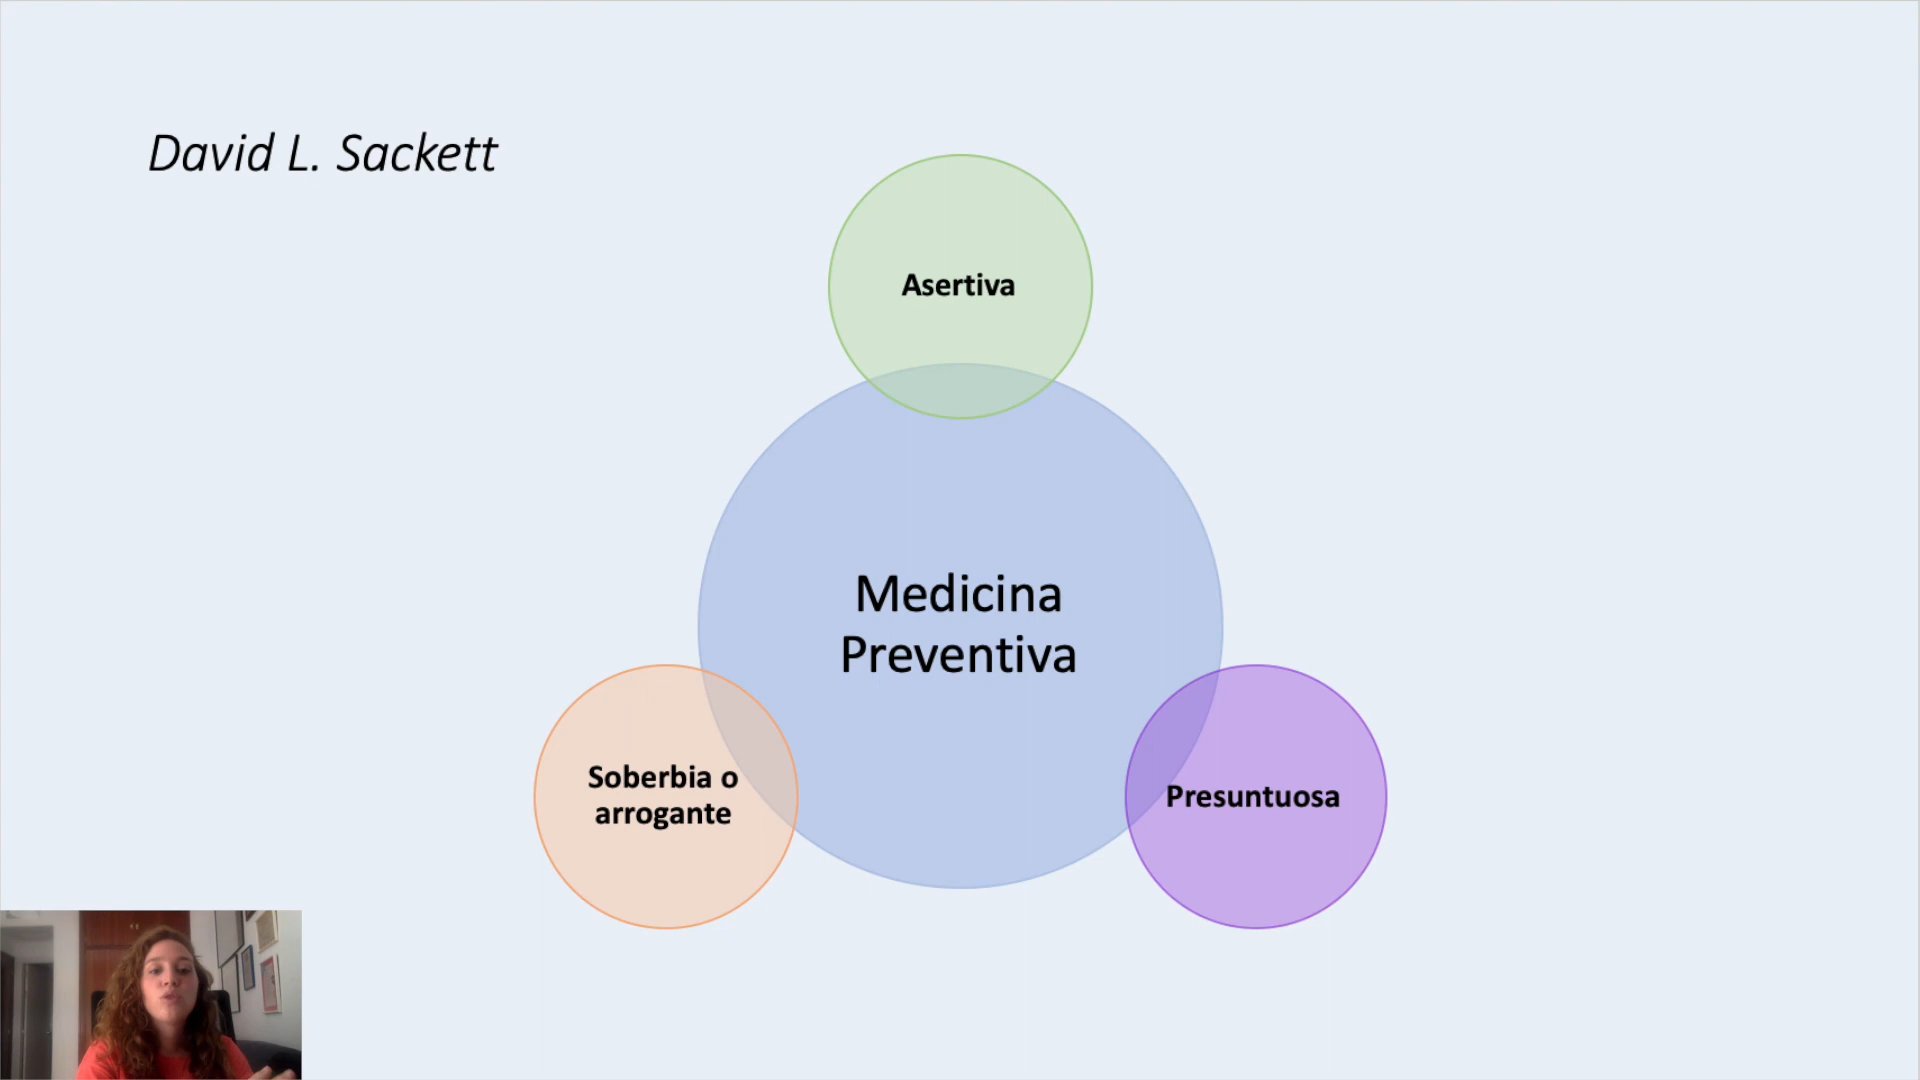 David L. Sackett
Asertiva
Medicina
Preventiva
Soberbia o
arrogante
Presuntuosa